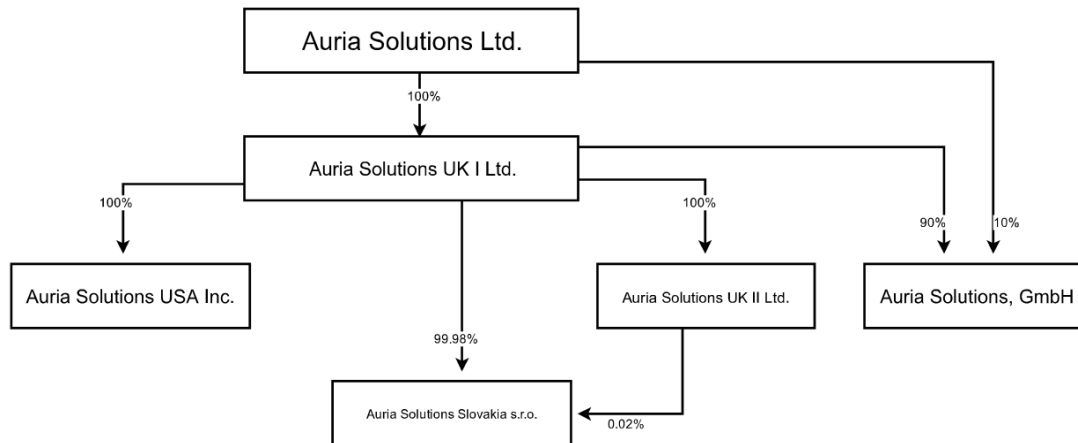 Auria Solutions Ltd.
100%
Auria Solutions UK I Ltd.
100%
100%
90%
10%
Auria Solutions USA Inc.
Auria Solutions UK II Ltd.
Auria Solutions, GmbH
99.98%
Auria Solutions Slovakia s.r.o.
0.02%